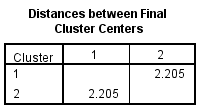 Distances between Final
Cluster Centers
Cluster 1 2
1 2.205
2 2.205